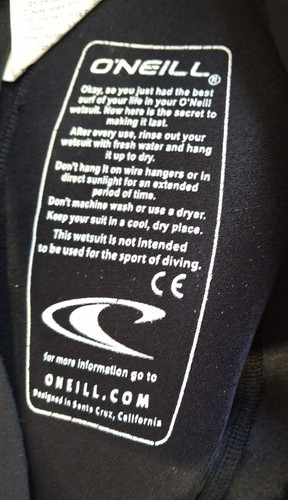 O'NEILL®
Okay, so you just had the best
surf of your life in your O'Neill
wetsuit. Now here is the secret to
making it last.
After every use, rinse out your
wetsuit with fresh water and hang
it up to dry.
Don't hang it on wire hangers or in
direct sunlight for an extended
period of time.
Don't machine wash or use a dryer.
Keep your suit in a cool, dry place.
This wetsuit is not intended
to be used for the sport of diving.
CE
for more information go to
ONEILL.COM
Designed in Santa Cruz, California